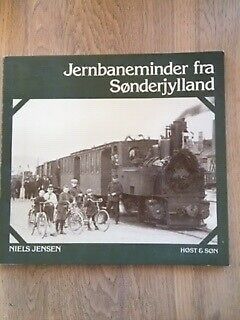 Jernbaneminder fra
Sønderjylland
NIELS JENSEN
HØST & SØN